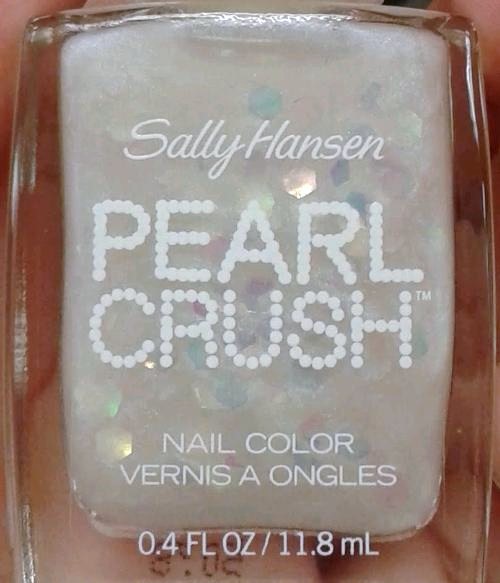 Sally Hansen
PEARL
CRUSH™
NAIL COLOR
VERNIS A ONGLES
0.4 FL OZ / 11.8 mL